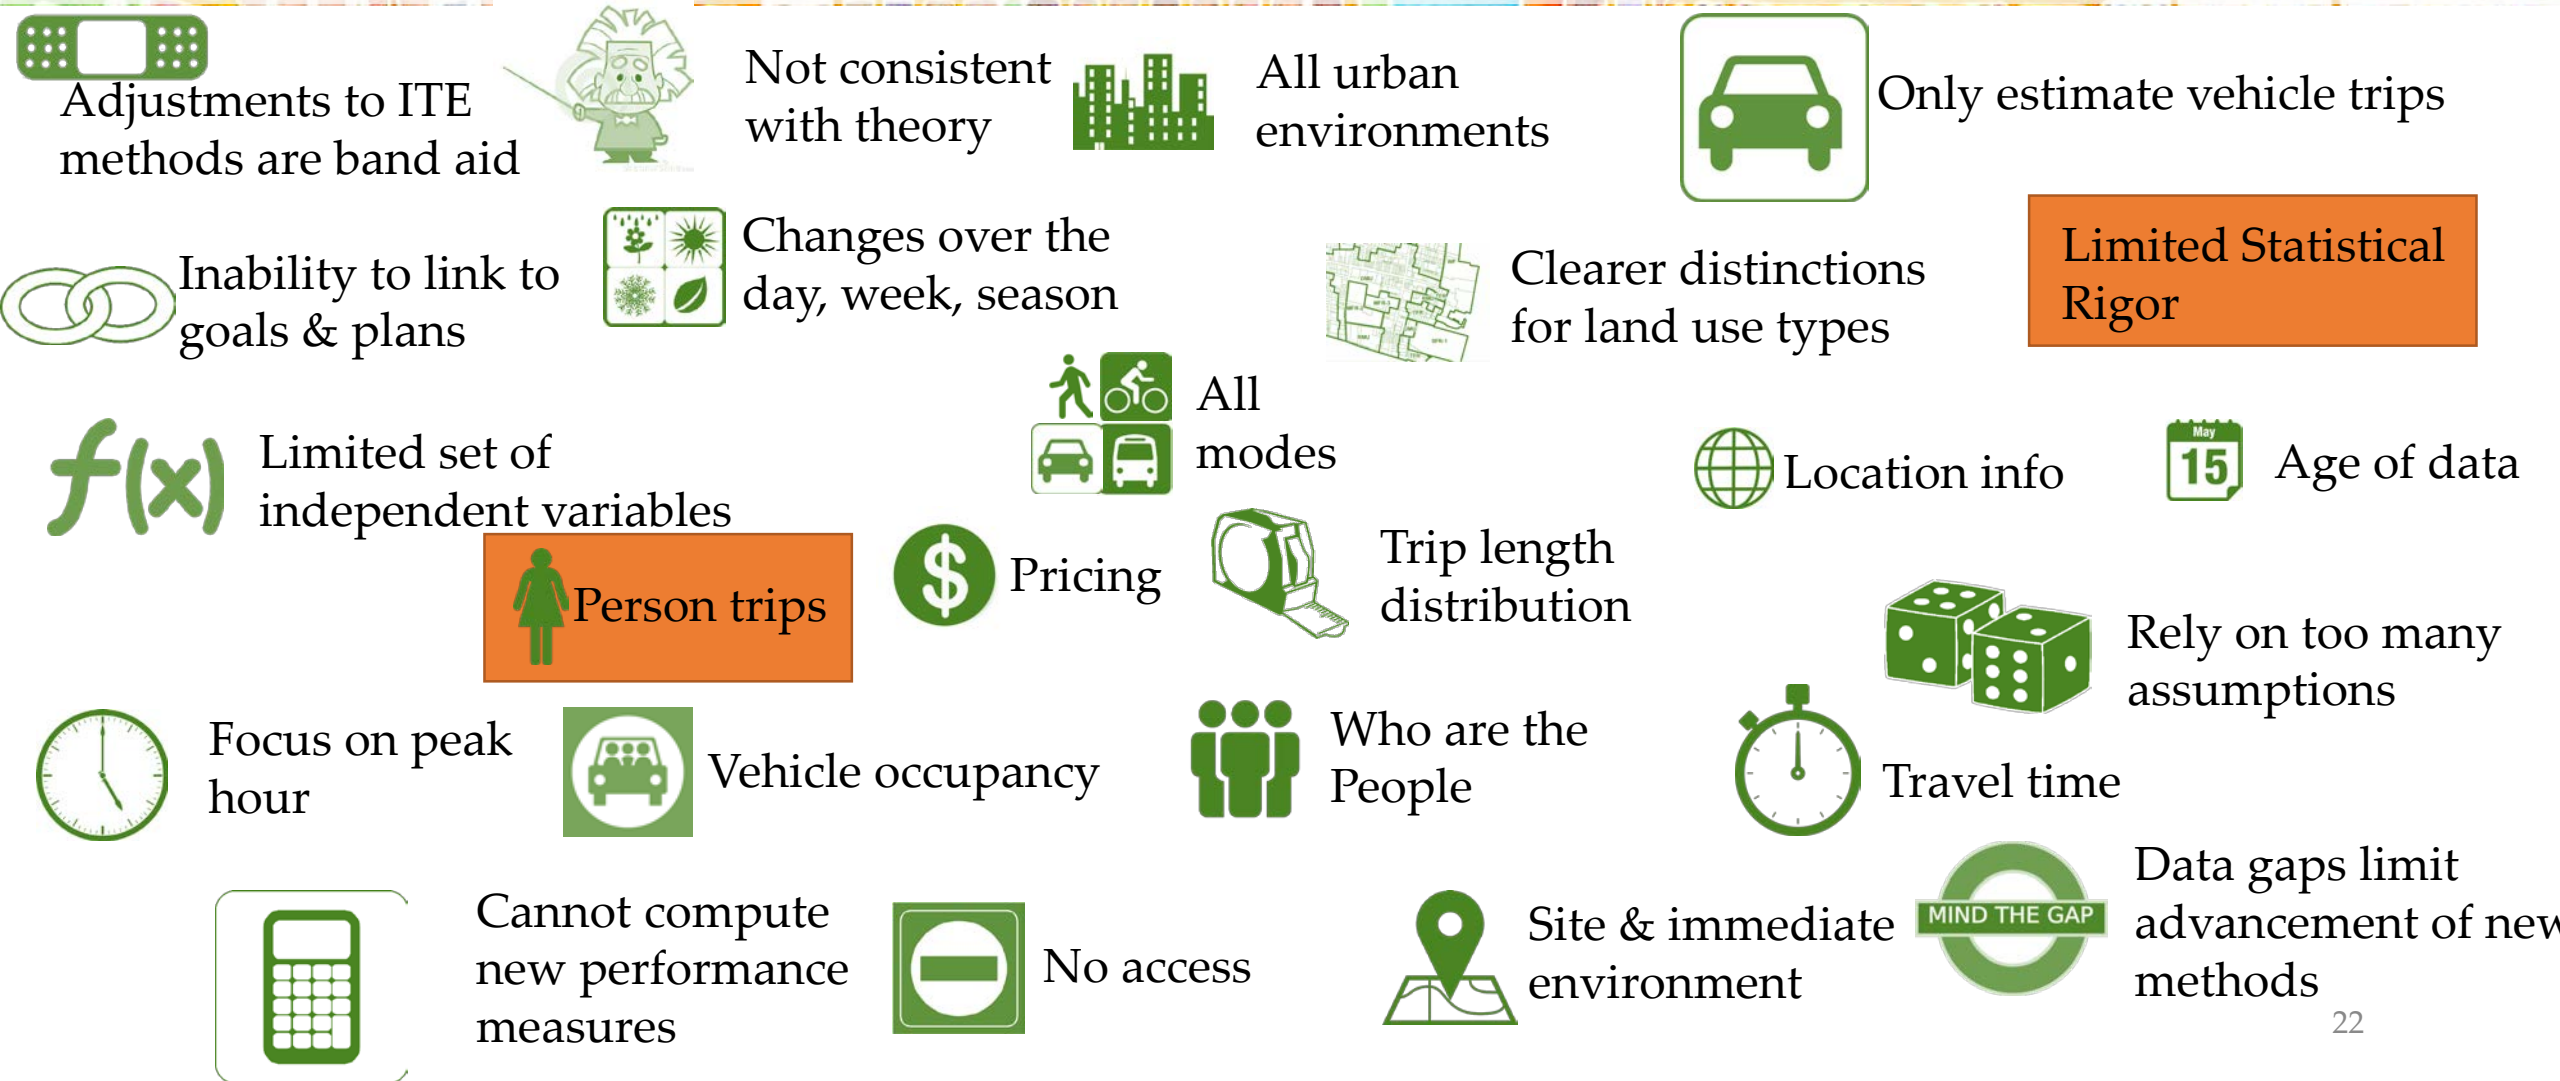 Adjustments to ITE
methods are band aid
Not consistent
with theory
All urban
environments
Only estimate vehicle trips
Inability to link to
goals & plans
Changes over the
day, week, season
Clearer distinctions
for land use types
Limited Statistical
Rigor
f(x)
Limited set of
independent variables
All
modes
Location info
May
15
Age of data
Person trips
$
Pricing
Trip length
distribution
Rely on too many
assumptions
Focus on peak
hour
Vehicle occupancy
Who are the
People
Travel time
Cannot compute
new performance
measures
No access
Site & immediate
environment
MIND THE GAP
Data gaps limit
advancement of new
methods
22